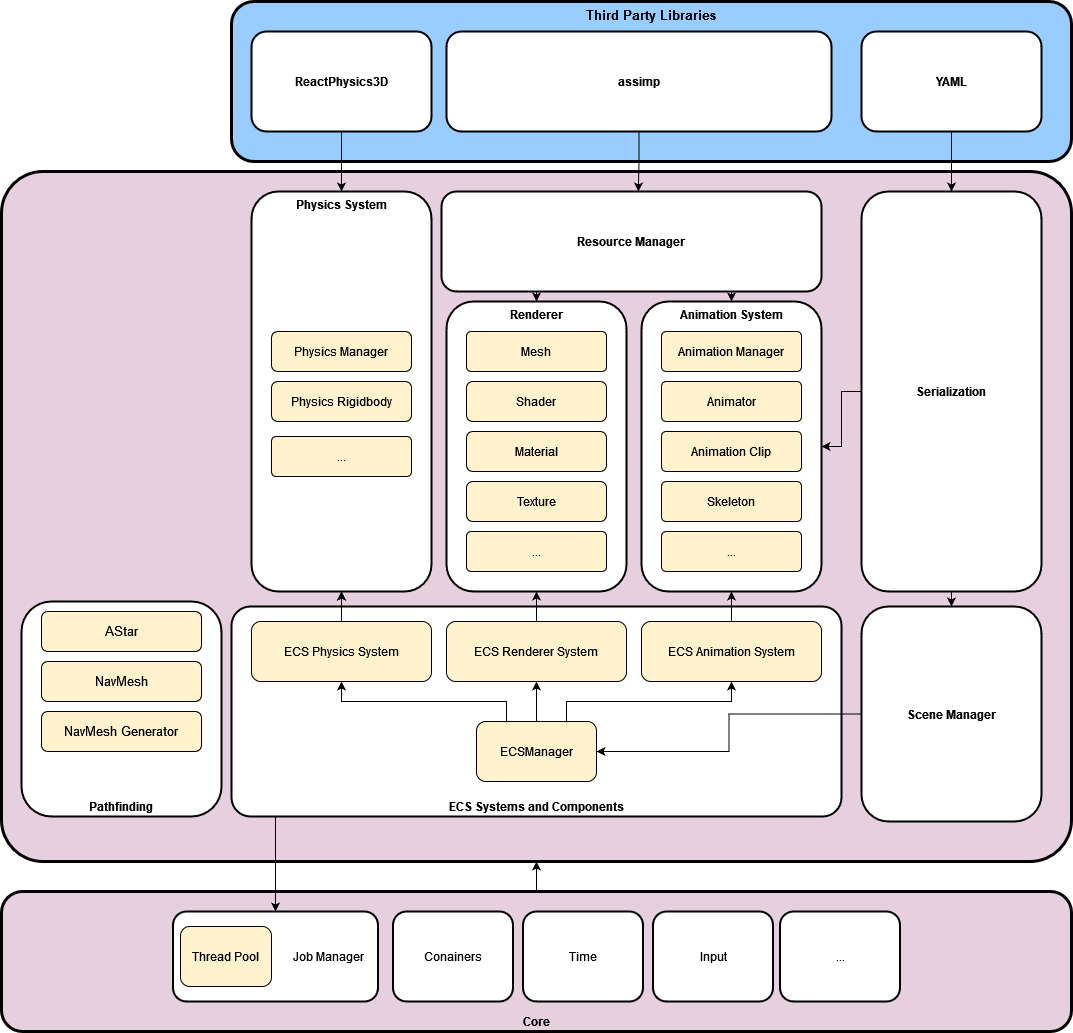 Third Party Libraries
ReactPhysics3D
assimp
YAML
Physics System
Physics Manager
Physics Rigidbody
...
Resource Manager
Renderer
Mesh
Shader
Material
Texture
...
Animation System
Animation Manager
Animator
Animation Clip
Skeleton
...
Serialization
AStar
NavMesh
NavMesh Generator
Pathfinding
ECS Physics System
ECS Renderer System
ECS Animation System
ECSManager
ECS Systems and Components
Scene Manager
Thread Pool
Job Manager
Conainers
Time
Input
...
Core